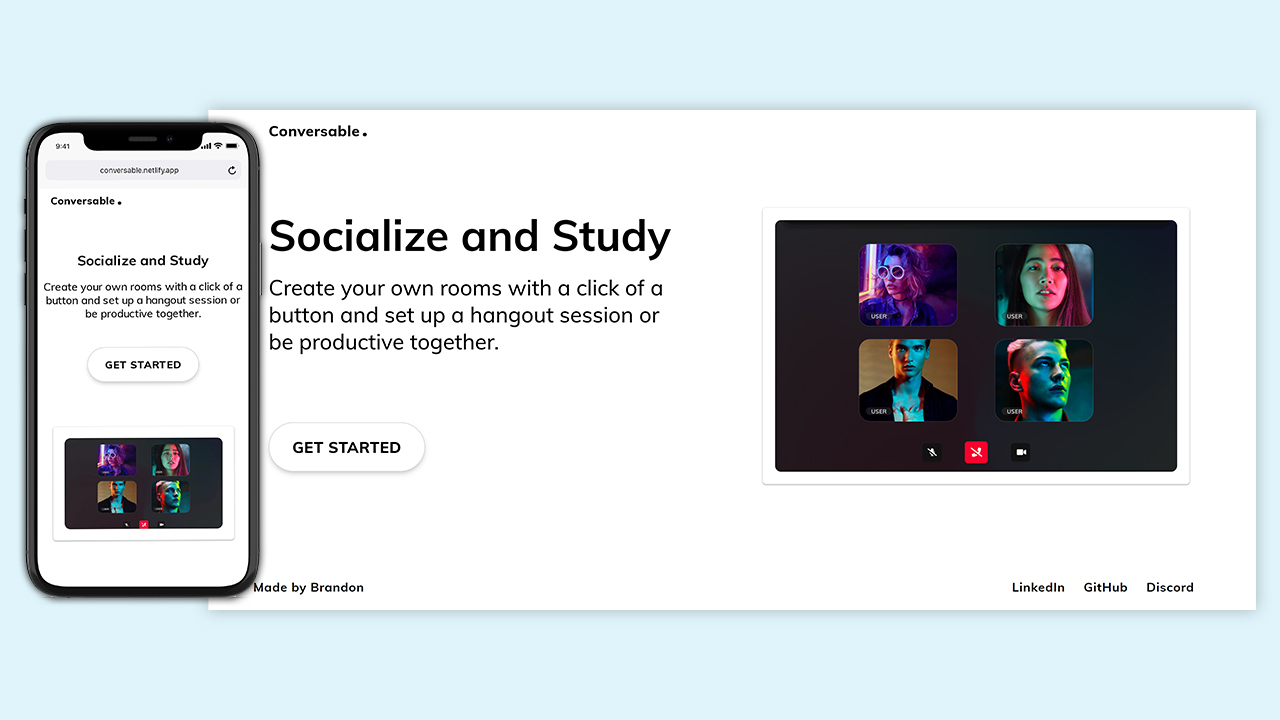 9:41
conversable.netlify.app
Conversable.
Socialize and Study
Create your own rooms with a click of a
button and set up a hangout session or
be productive together.
GET STARTED
Conversable.
Socialize and Study
Create your own rooms with a click of a
button and set up a hangout session or
be productive together.
GET STARTED
USER
USER
USER
USER
Made by Brandon
LinkedIn GitHub Discord